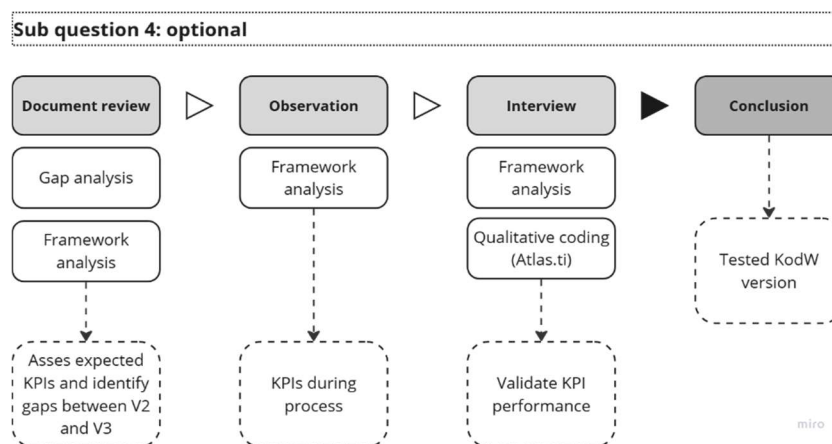 Sub question 4: optional
Document review
Observation
Interview
Conclusion
Gap analysis
Framework
analysis
Framework
analysis
Framework
analysis
Qualitative coding
(Atlas.ti)
Tested KodW
version
Asses expected
KPIs and identify
gaps between V2
and V3
KPIs during
process
Validate KPI
performance
miro